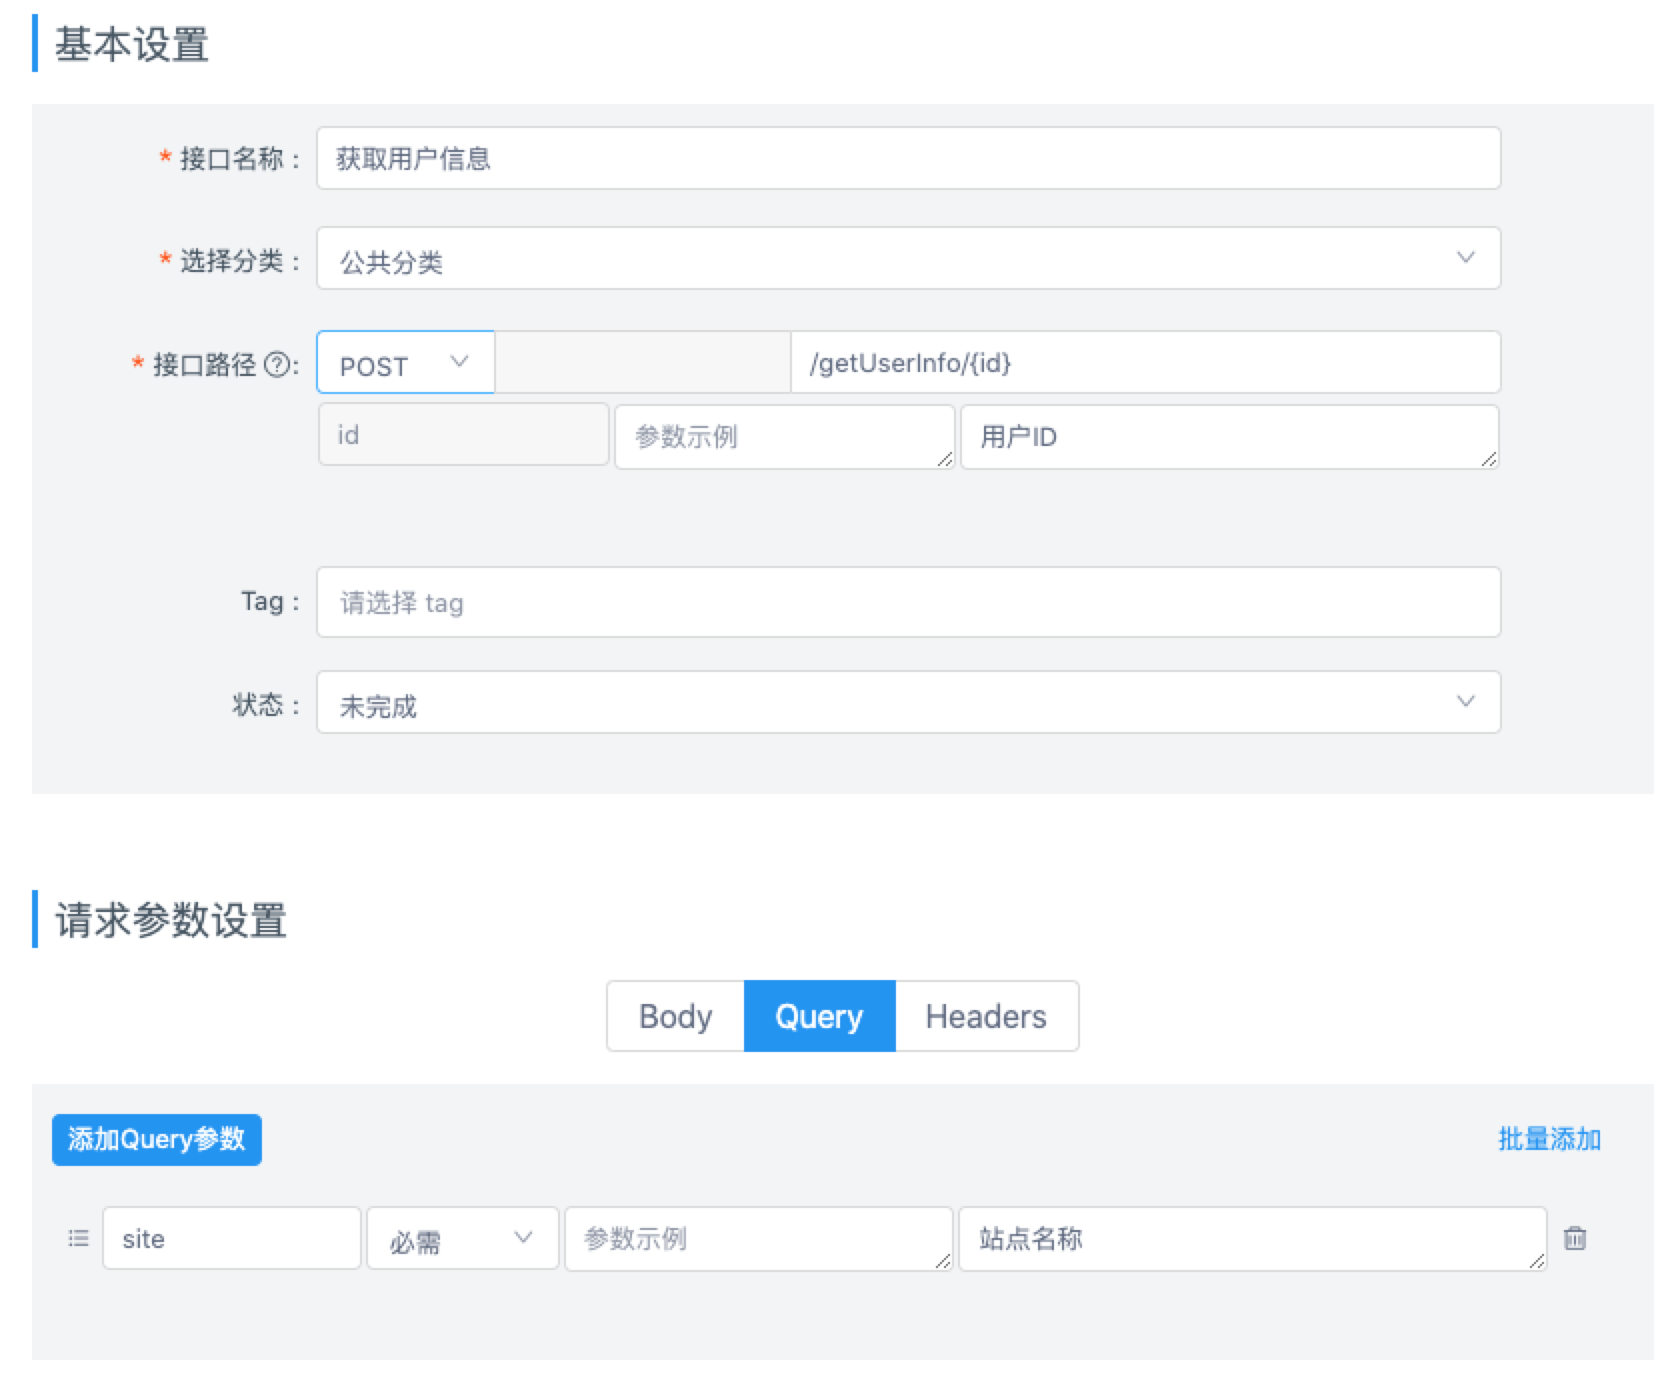 基本设置
* 接口名称 : 获取用户信息
* 选择分类 : 公共分类
* 接口路径 ? : POST /getUserInfo/{id}
id 参数示例 用户ID
Tag : 请选择 tag
状态 : 未完成
请求参数设置
Body Query Headers
添加Query参数 批量添加
site 必需 参数示例 站点名称